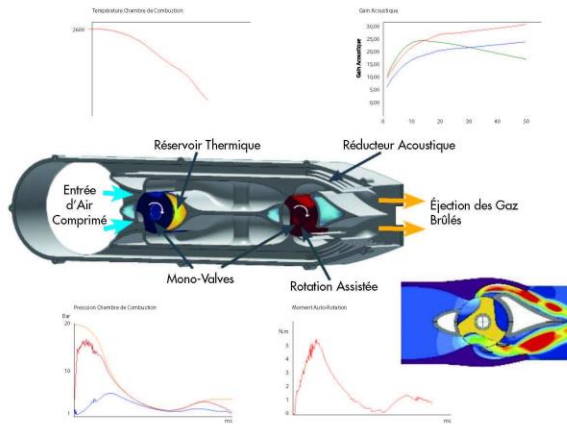 Température Chambre de Combustion
2600
Gain Acoustique
Gain Acoustique
30,00
25,00
20,00
15,00
10,00
5,00
0,00
0
10
20
30
40
50
Réservoir Thermique
Réducteur Acoustique
Entrée
d'Air
Comprimé
Éjection des Gaz
Brûlés
Mono-Valves
Rotation Assistée
Precision Chambre de Combustion
Bar
20
10
1
ms
Moment Auto-Rotation
N.m
5
4
3
2
1
0
ms